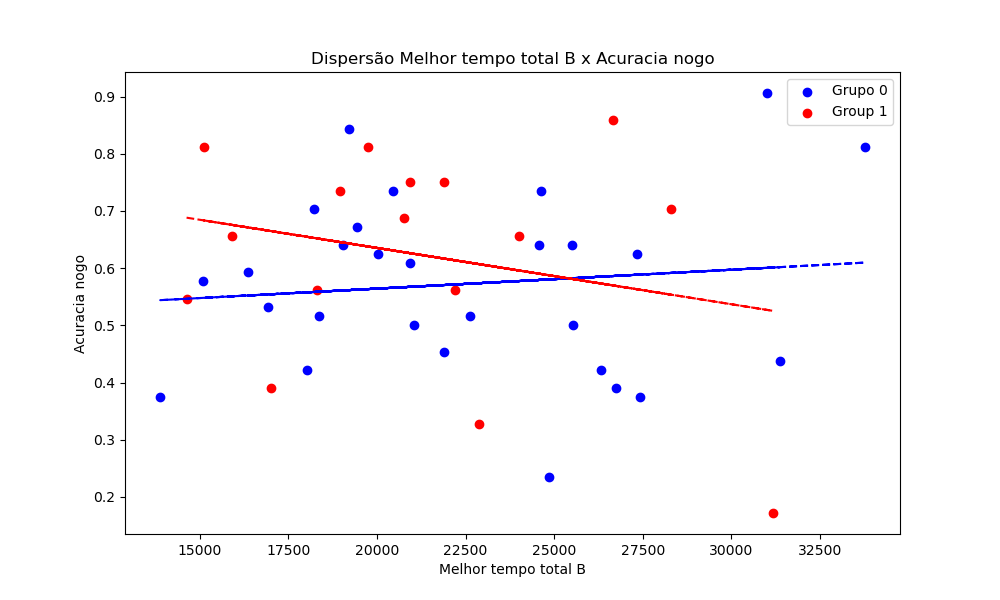 Dispersão Melhor tempo total B x Acuracia nogo
Grupo 0
Group 1
Acuracia nogo
0.9
0.8
0.7
0.6
0.5
0.4
0.3
0.2
15000 17500 20000 22500 25000 27500 30000 32500
Melhor tempo total B